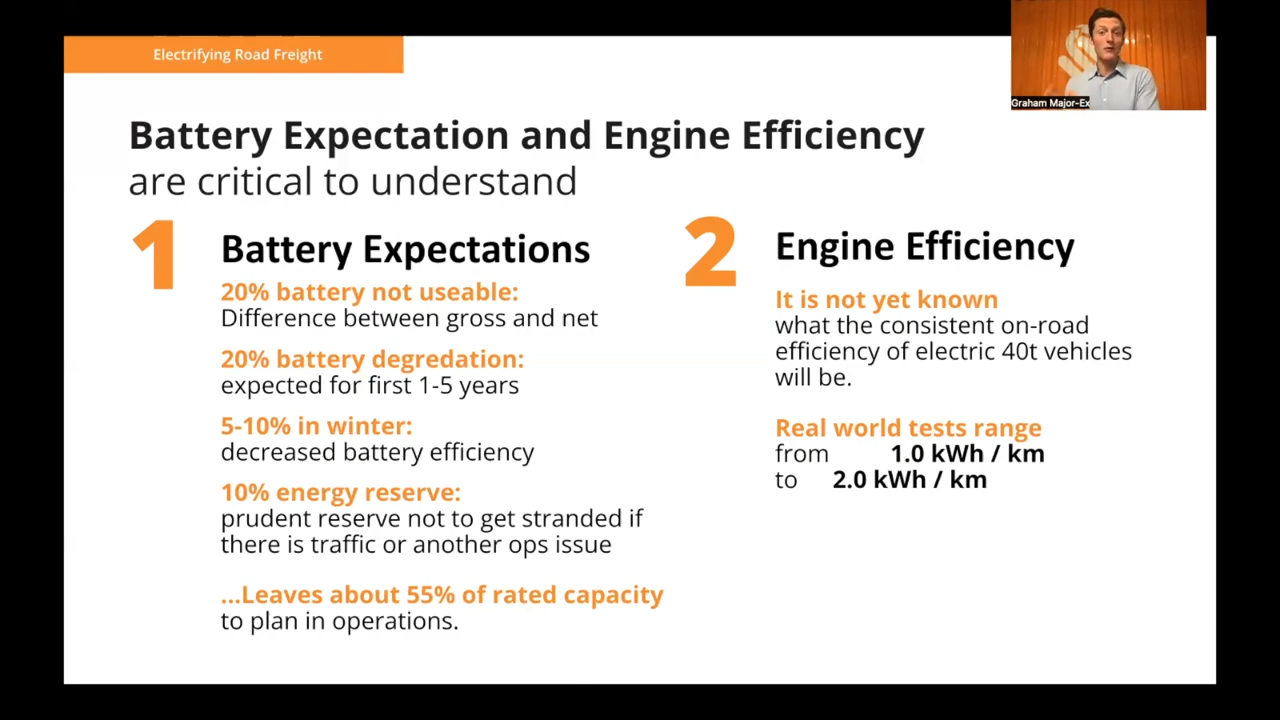 Electrifying Road Freight
Graham Major-Ex
Battery Expectation and Engine Efficiency
are critical to understand
1
Battery Expectations
20% battery not useable:
Difference between gross and net
20% battery degredation:
expected for first 1-5 years
5-10% in winter:
decreased battery efficiency
10% energy reserve:
prudent reserve not to get stranded if
there is traffic or another ops issue
...Leaves about 55% of rated capacity
to plan in operations.
2
Engine Efficiency
It is not yet known
what the consistent on-road
efficiency of electric 40t vehicles
will be.
Real world tests range
from 1.0 kWh / km
to 2.0 kWh / km